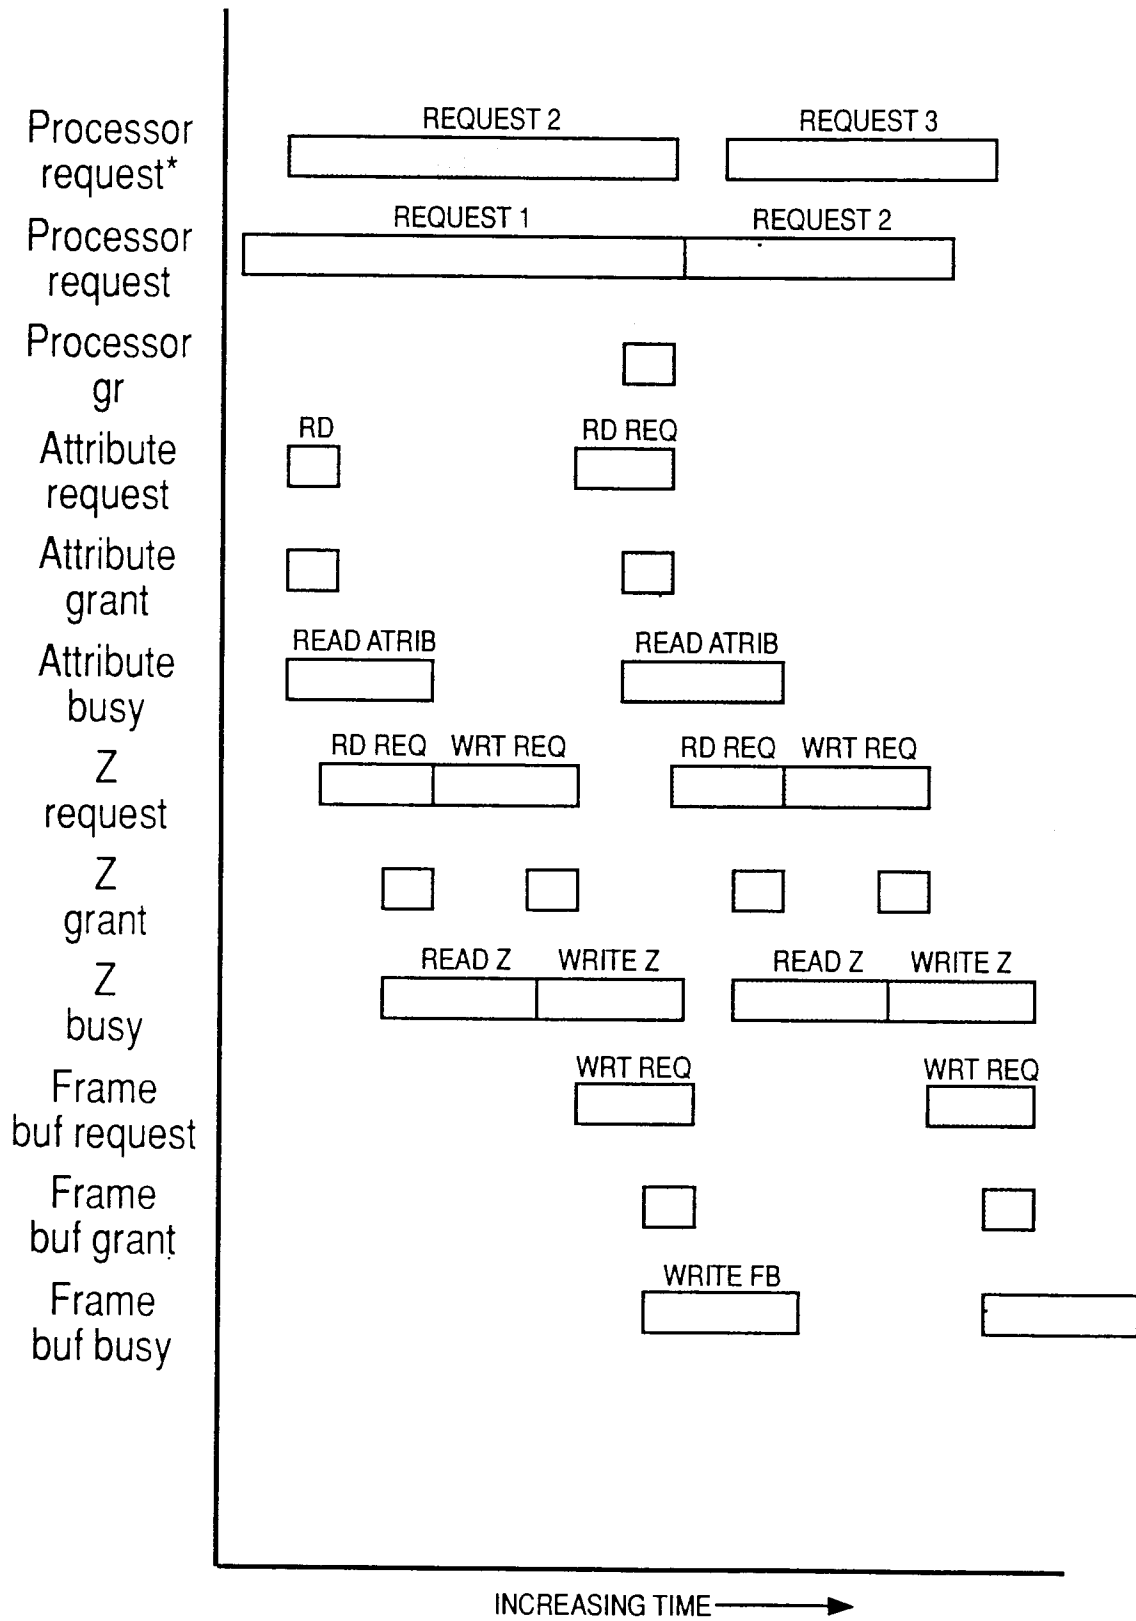 REQUEST 2 REQUEST 3
Processor
request*
REQUEST 1 REQUEST 2
Processor
request
Processor
gr
RD RD REQ
Attribute
request
Attribute
grant
READ ATRIB READ ATRIB
Attribute
busy
RD REQ WRT REQ RD REQ WRT REQ
Z
request
Z
grant
READ Z WRITE Z READ Z WRITE Z
Z
busy
WRT REQ WRT REQ
Frame
buf request
Frame
buf grant
WRITE FB
Frame
buf busy
INCREASING TIME